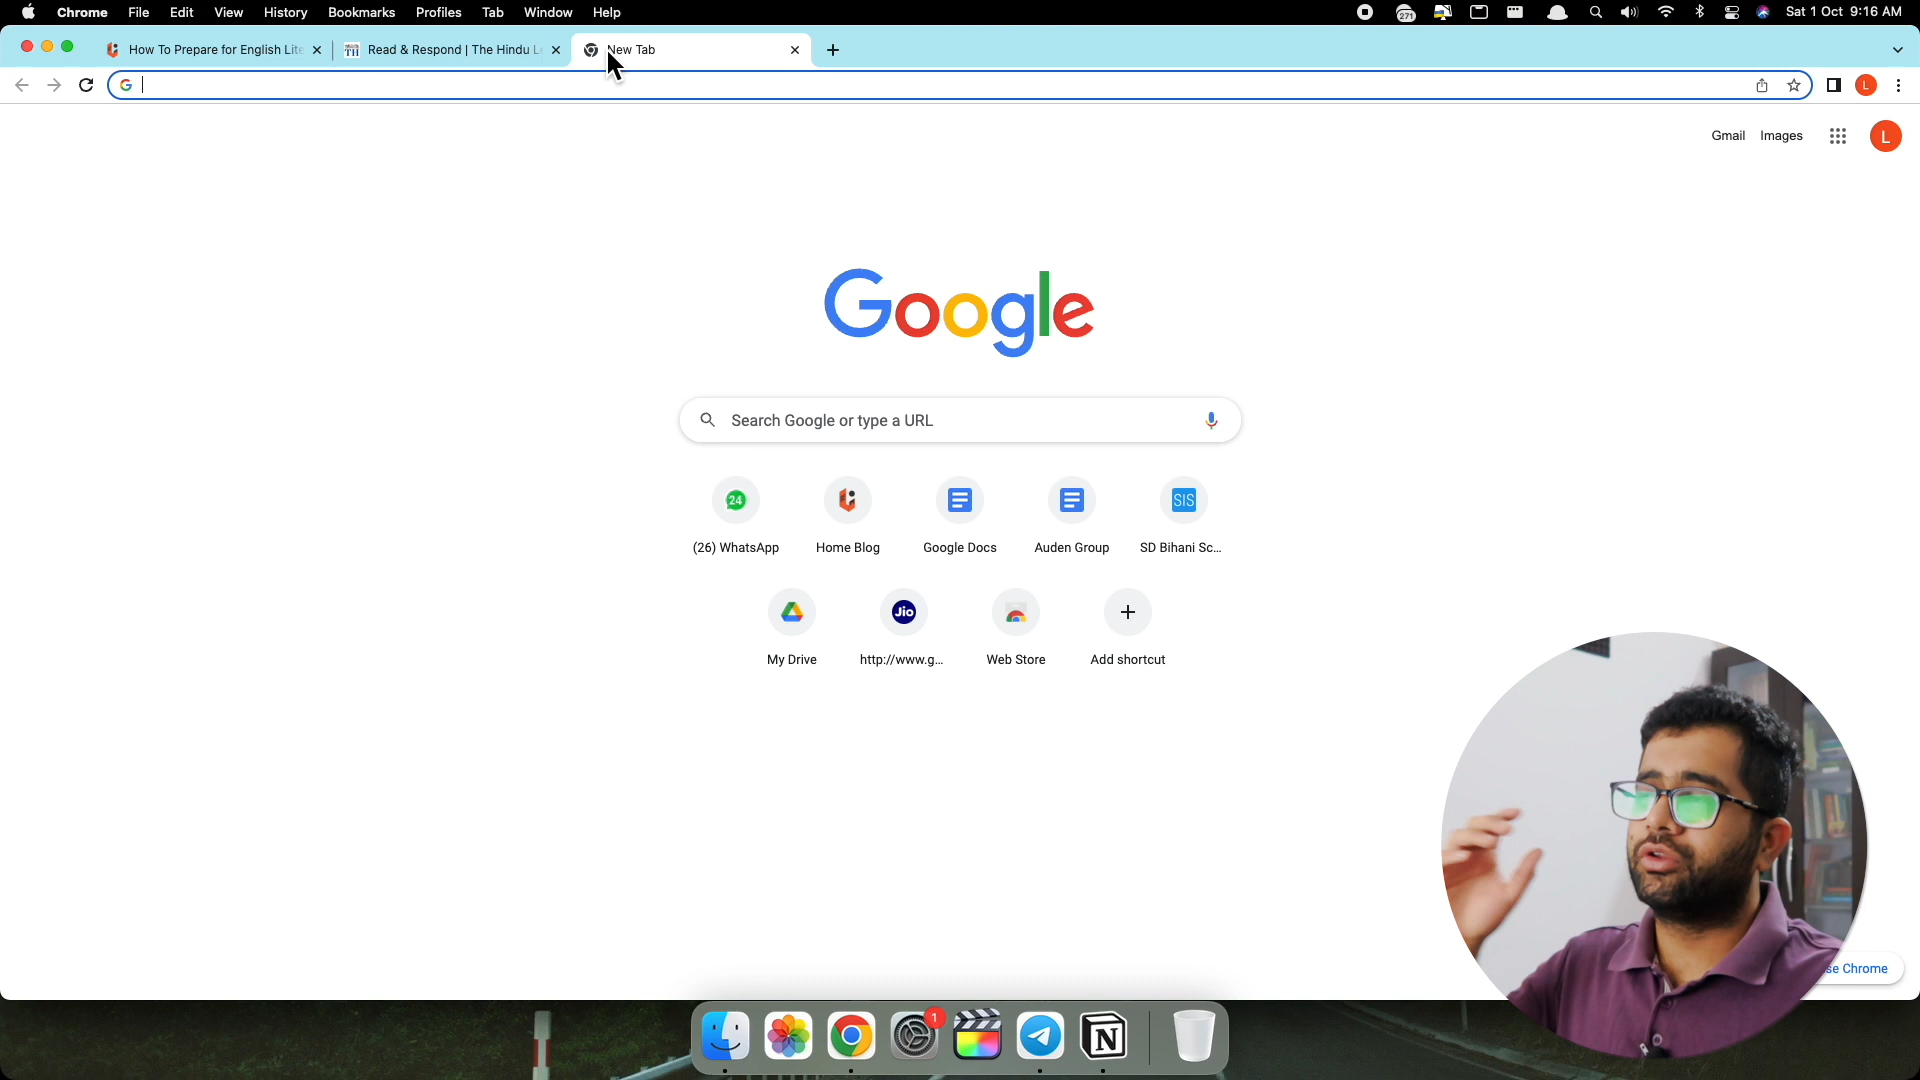 Chrome File Edit View History Bookmarks Profiles Tab Window Help 271 Sat 1 Oct 9:16 AM
How To Prepare for English Lite Read & Respond | The Hindu Le New Tab
L
Gmail Images L
Google
Search Google or type a URL
24 SIS
(26) WhatsApp Home Blog Google Docs Auden Group SD Bihani Sc...
Jio
My Drive http://www.g... Web Store Add shortcut
se Chrome
1
N